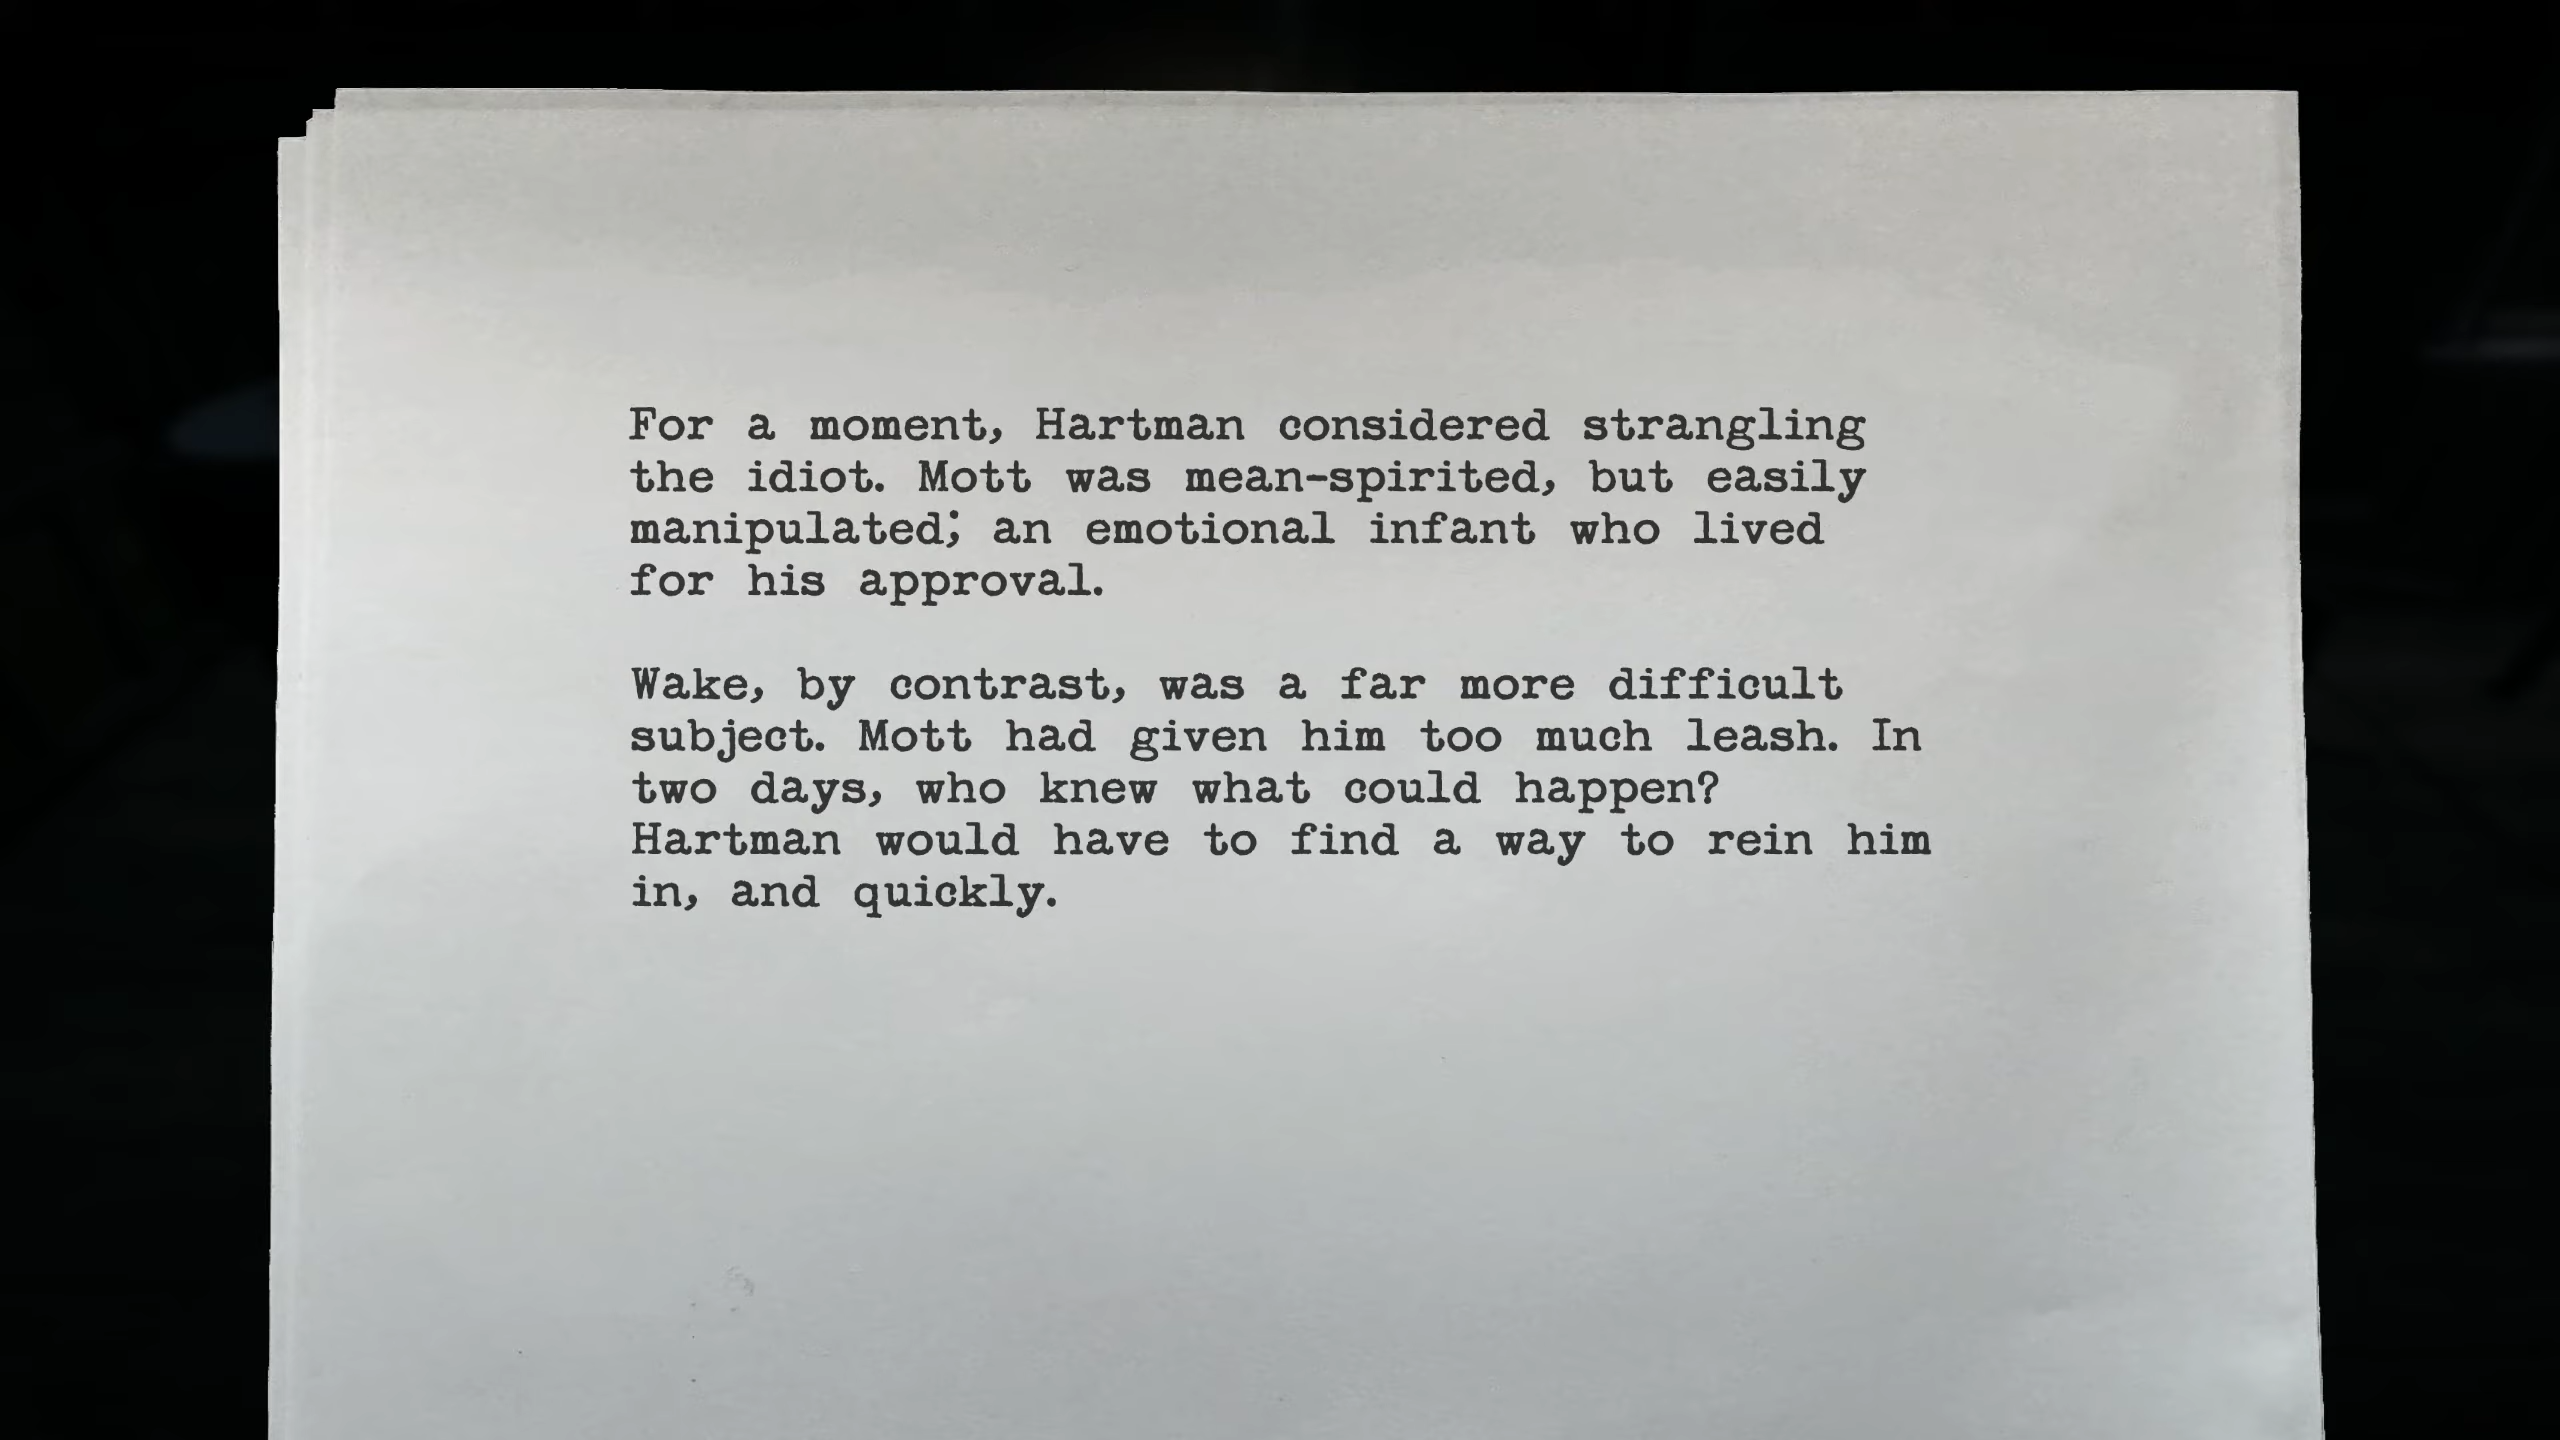 For a moment, Hartman considered strangling
the idiot. Mott was mean-spirited, but easily
manipulated; an emotional infant who lived
for his approval.
Wake, by contrast, was a far more difficult
subject. Mott had given him too much leash. In
two days, who knew what could happen?
Hartman would have to find a way to rein him
in, and quickly.